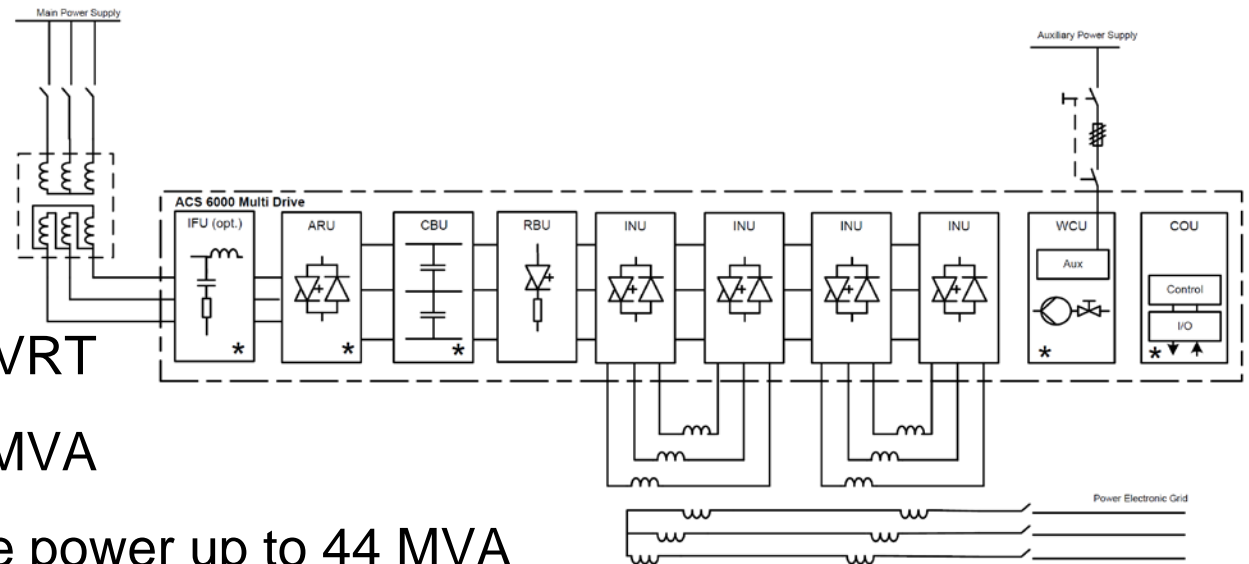 Main Power Supply
Auxiliary Power Supply
ACS 6000 Multi Drive
IFU (opt.)
ARU
CBU
RBU
INU
INU
INU
INU
WCU
COU
Aux
Control
I/O
*
*
*
*
*
VRT
MVA
e power up to 44 MVA
Power Electronic Grid